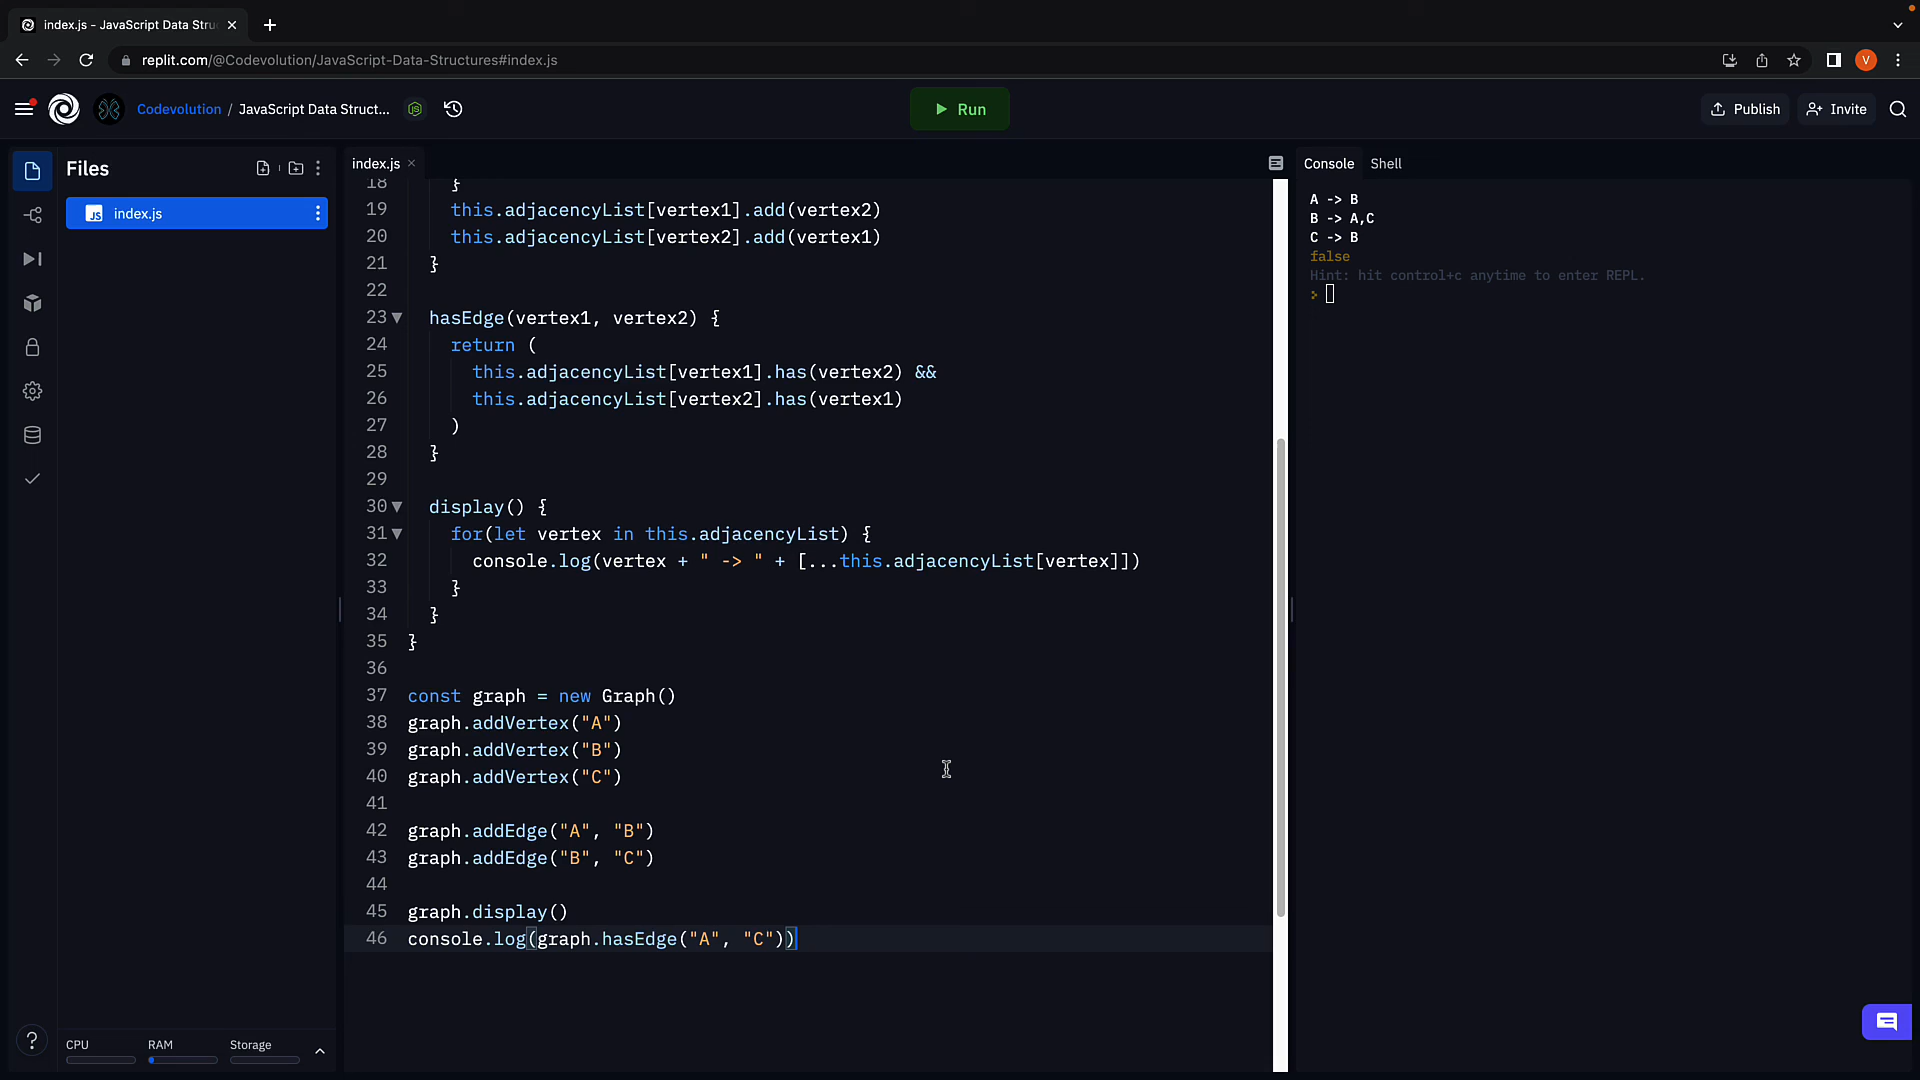 index.js - JavaScript Data Stru
replit.com/@Codevolution/JavaScript-Data-Structures#index.js
V
Codevolution / JavaScript Data Struct...
Run
Publish
Invite
Files
index.js
JS index.js
Console
Shell
18 }
19 this.adjacencyList[vertex1].add(vertex2)
20 this.adjacencyList[vertex2].add(vertex1)
21 }
22
23 hasEdge(vertex1, vertex2) {
24 return (
25 this.adjacencyList[vertex1].has(vertex2) &&
26 this.adjacencyList[vertex2].has(vertex1)
27 )
28 }
29
30 display() {
31 for(let vertex in this.adjacencyList) {
32 console.log(vertex + " -> " + [...this.adjacencyList[vertex]])
33 }
34 }
35 }
36
37 const graph = new Graph()
38 graph.addVertex("A")
39 graph.addVertex("B")
40 graph.addVertex("C")
41
42 graph.addEdge("A", "B")
43 graph.addEdge("B", "C")
44
45 graph.display()
46 console.log(graph.hasEdge("A", "C"))
A -> B
B -> A,C
C -> B
false
Hint: hit control+c anytime to enter REPL.
>
?
CPU
RAM
Storage